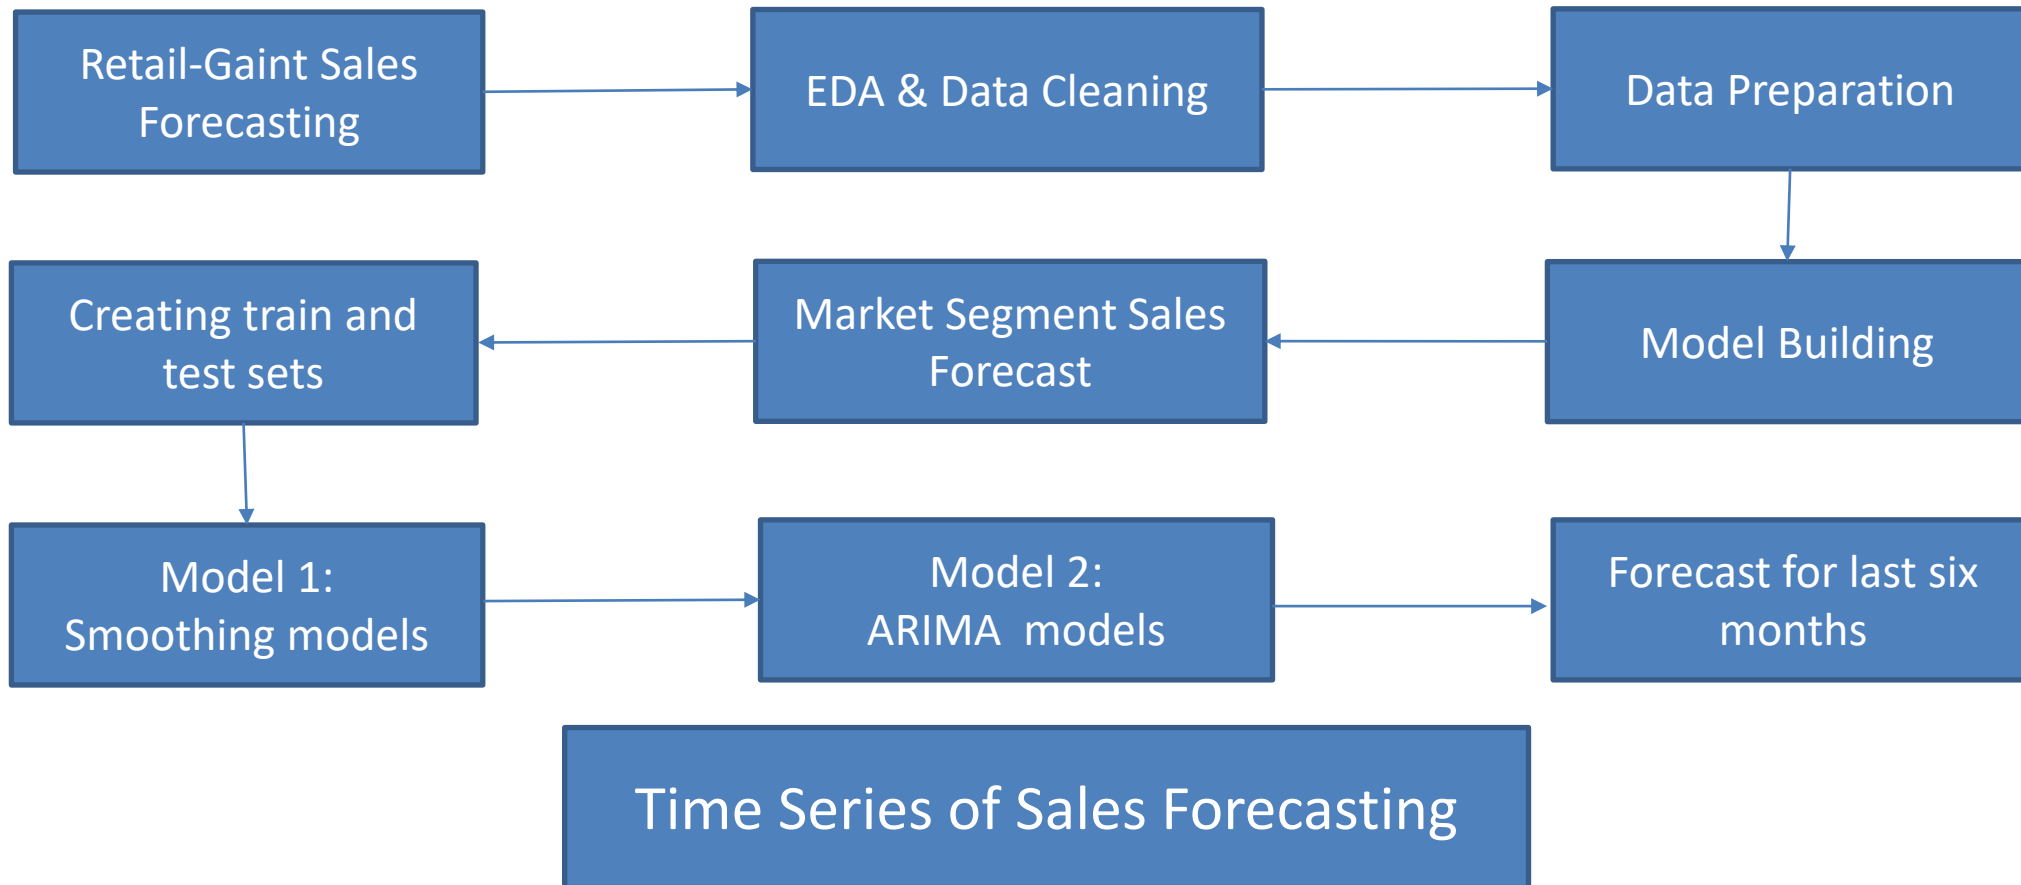 Retail-Gaint Sales
Forecasting
EDA & Data Cleaning
Data Preparation
Creating train and
test sets
Market Segment Sales
Forecast
Model Building
Model 1:
Smoothing models
Model 2:
ARIMA  models
Forecast for last six
months
Time Series of Sales Forecasting